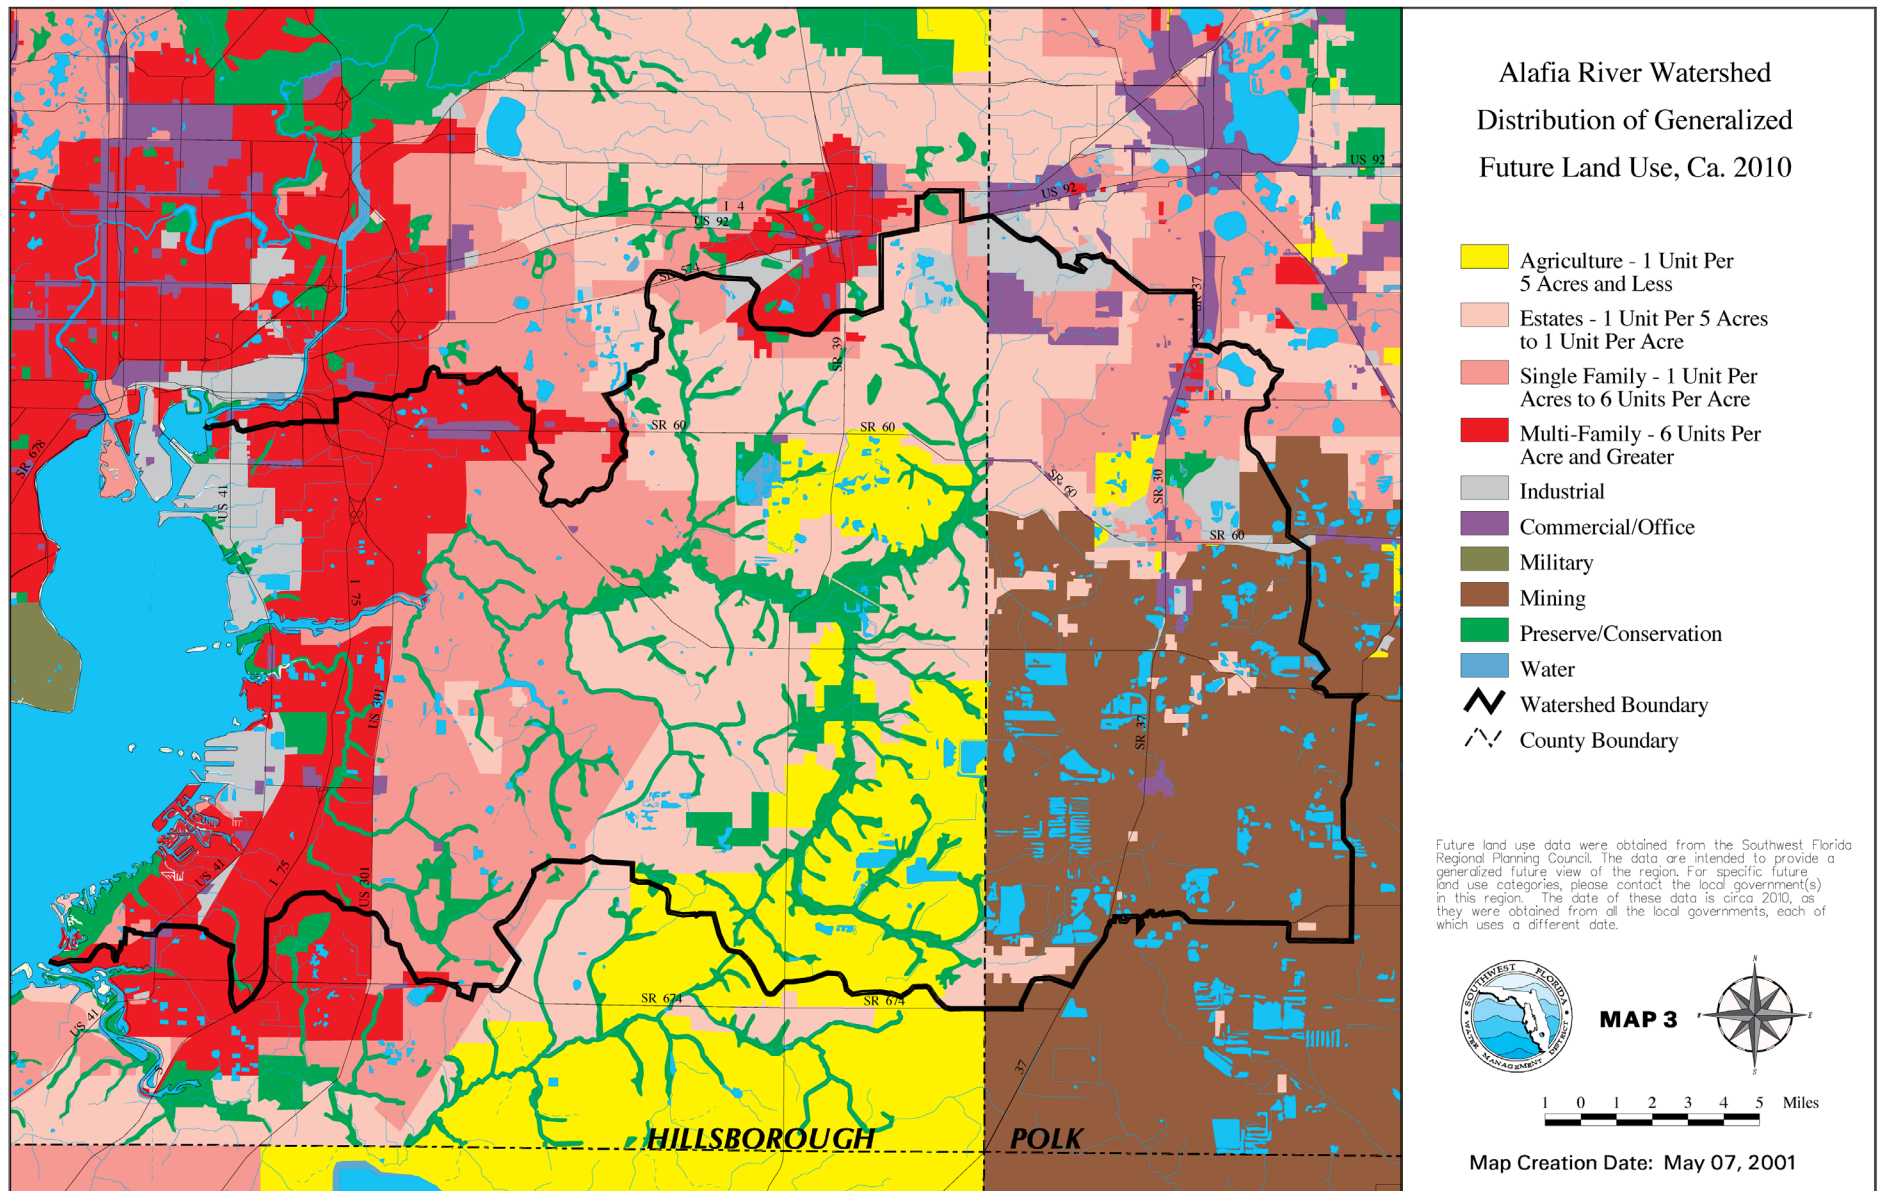 Alafia River Watershed
Distribution of Generalized
Future Land Use, Ca. 2010
Agriculture - 1 Unit Per
5 Acres and Less
Estates - 1 Unit Per 5 Acres
to 1 Unit Per Acre
Single Family - 1 Unit Per
Acres to 6 Units Per Acre
Multi-Family - 6 Units Per
Acre and Greater
Industrial
Commercial/Office
Military
Mining
Preserve/Conservation
Water
Watershed Boundary
County Boundary
Future land use data were obtained from the Southwest Florida
Regional Planning Council. The data are intended to provide a
generalized future view of the region. For specific future
land use categories, please contact the local government(s)
in this region. The date of these data is circa 2010, as
they were obtained from all the local governments, each of
which uses a different date.
SOUTHWEST FLORIDA
WATER MANAGEMENT DISTRICT
MAP 3
N
E
S
1 0 1 2 3 4 5 Miles
Map Creation Date: May 07, 2001
US 92
US 92
I 4
US 92
SR 574
SR 37
SR 39
SR 60
SR 60
SR 60
SR 30
SR 60
SR 678
US 41
I 75
US 301
SR 37
US 41
I 75
US 301
SR 674
SR 674
US 41
37
HILLSBOROUGH
POLK